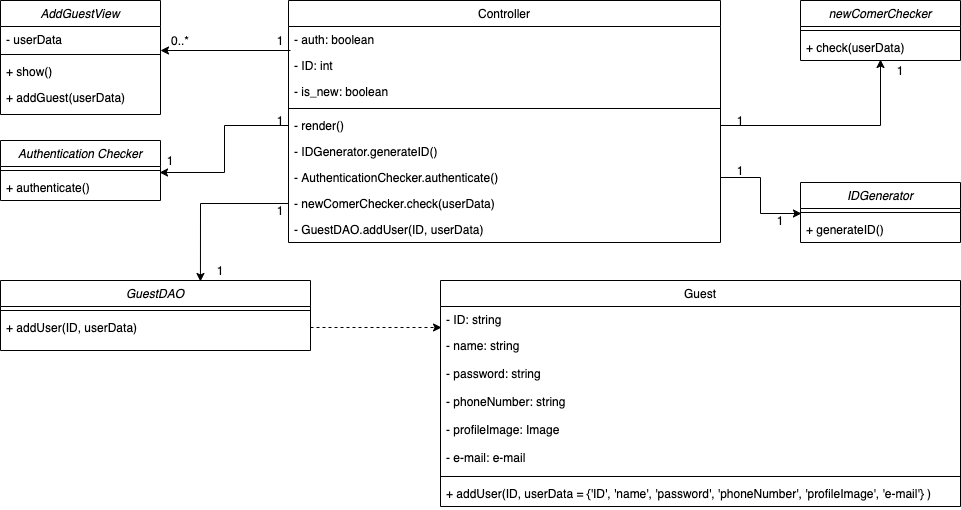 AddGuestView
- userData
+ show()
+ addGuest(userData)
0..*
1
Controller
- auth: boolean
- ID: int
- is_new: boolean
- render()
- IDGenerator.generateID()
- AuthenticationChecker.authenticate()
- newComerChecker.check(userData)
- GuestDAO.addUser(ID, userData)
newComerChecker
+ check(userData)
1
1
1
Authentication Checker
+ authenticate()
1
1
IDGenerator
+ generateID()
1
1
1
GuestDAO
+ addUser(ID, userData)
Guest
- ID: string
- name: string
- password: string
- phoneNumber: string
- profileImage: Image
- e-mail: e-mail
+ addUser(ID, userData = {'ID', 'name', 'password', 'phoneNumber', 'profileImage', 'e-mail'} )